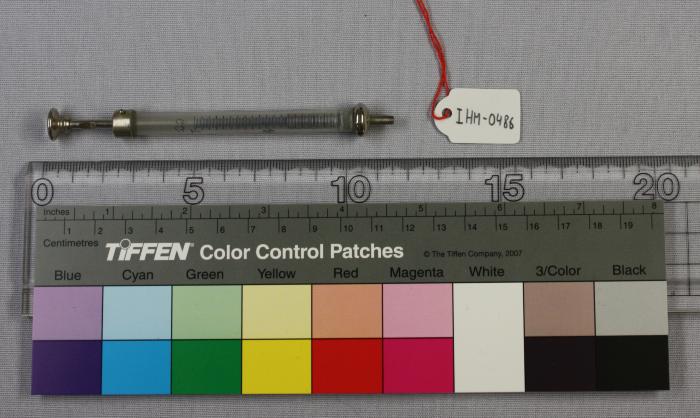 IHM-0486
0 5 10 15 20
Inches 1 2 3 4 5 6 7 8
1 2 3 4 5 6 7 8 9 10 11 12 13 14 15 16 17 18 19
Centimetres
TIFFEN Color Control Patches © The Tiffen Company, 2007
Blue Cyan Green Yellow Red Magenta White 3/Color Black